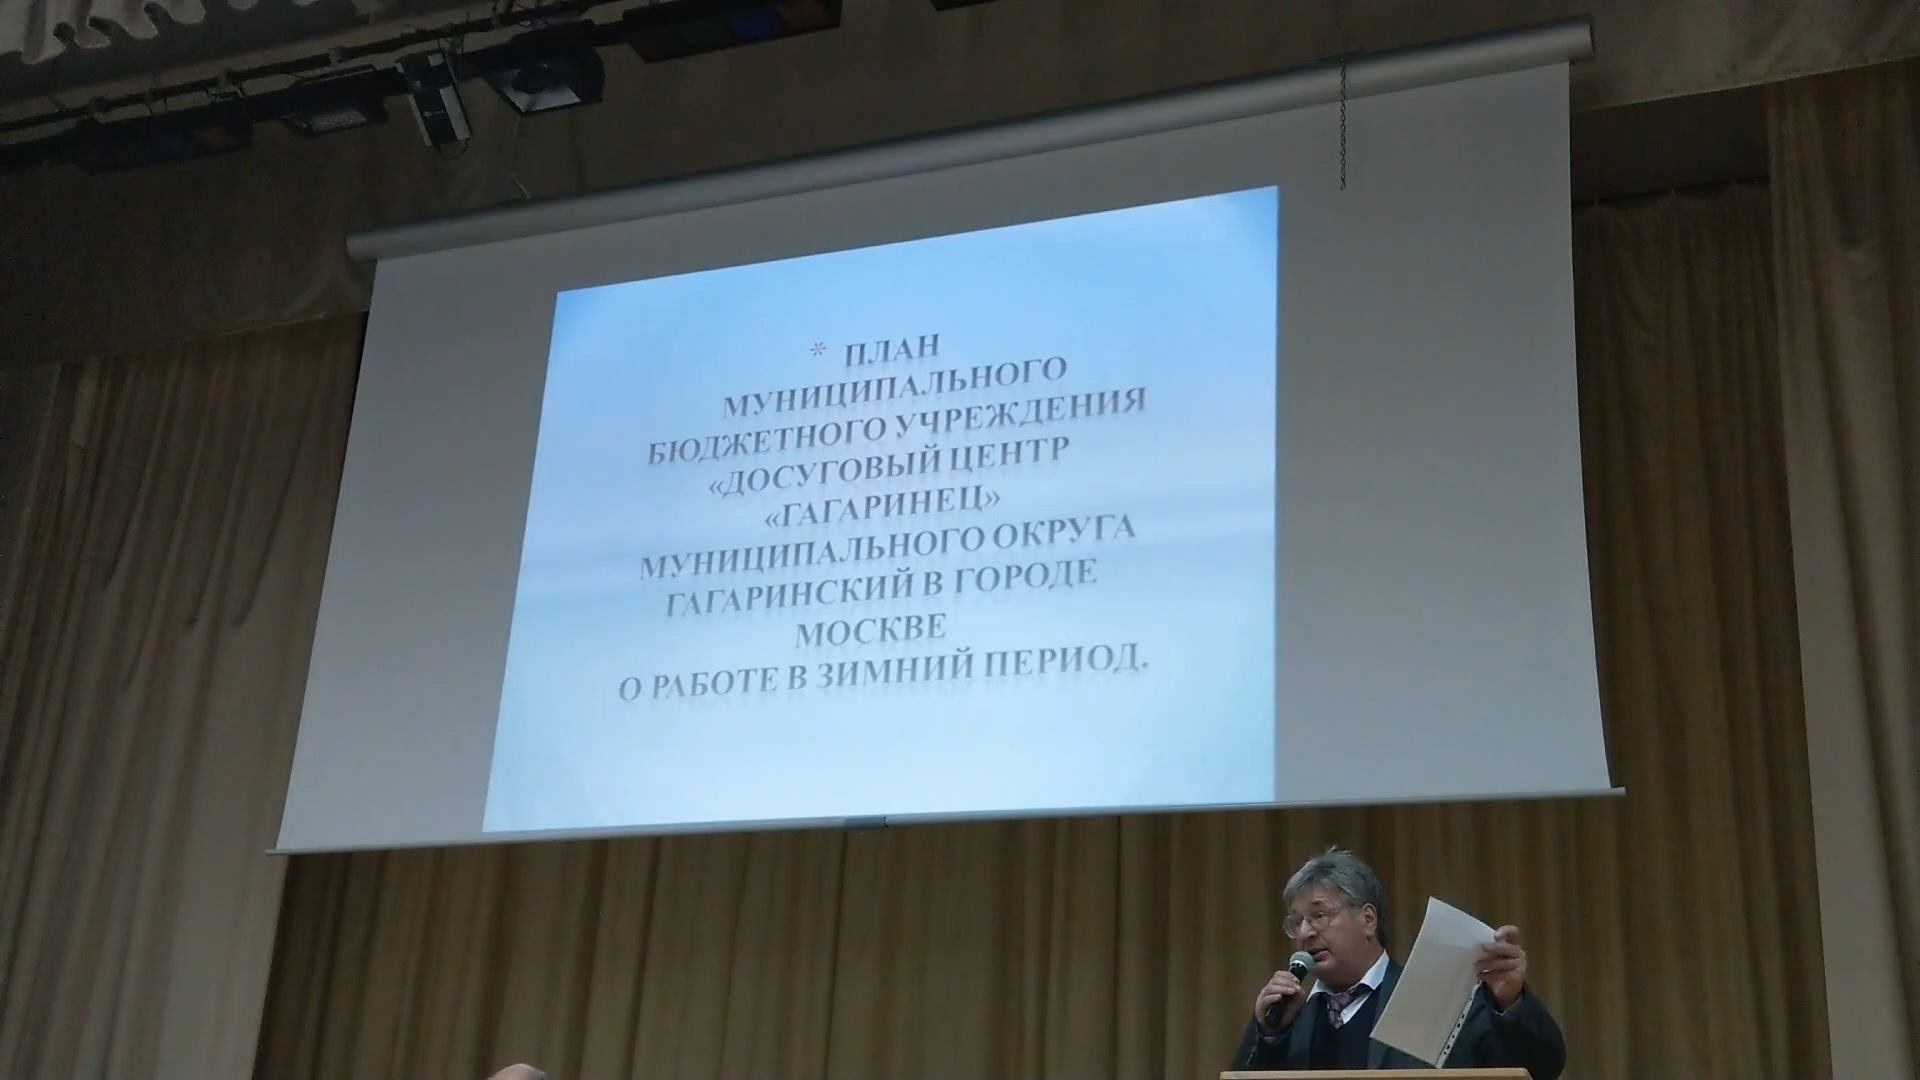 * ПЛАН
МУНИЦИПАЛЬНОГО
БЮДЖЕТНОГО УЧРЕЖДЕНИЯ
«ДОСУГОВЫЙ ЦЕНТР
«ГАГАРИНЕЦ»
МУНИЦИПАЛЬНОГО ОКРУГА
ГАГАРИНСКИЙ В ГОРОДЕ
МОСКВЕ
О РАБОТЕ В ЗИМНИЙ ПЕРИОД.